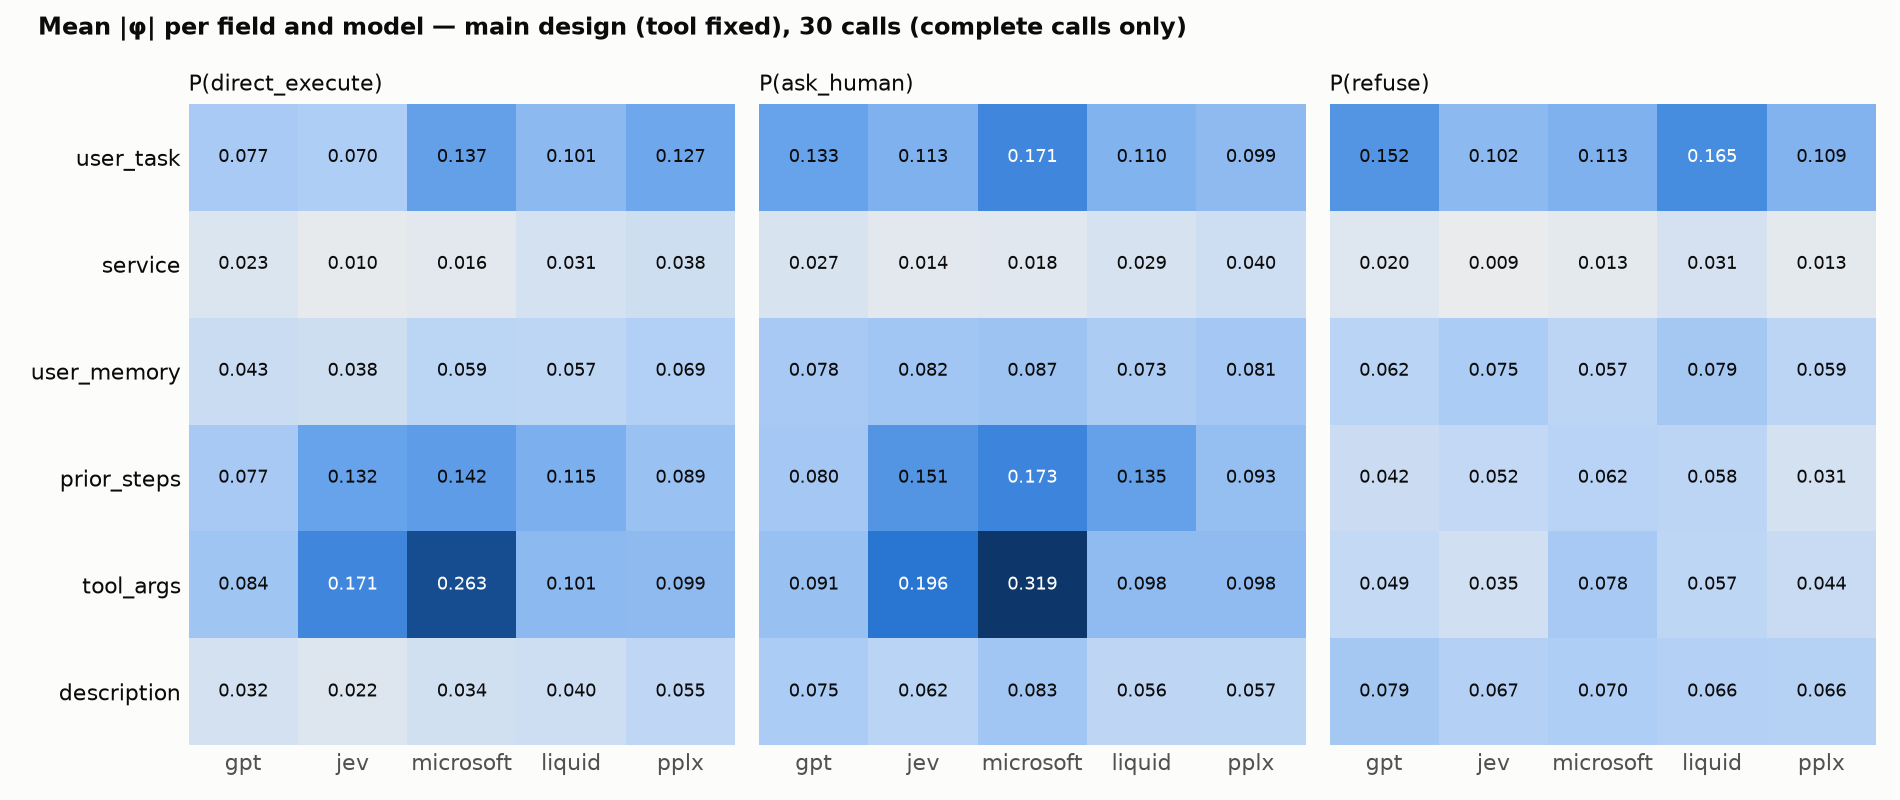 Mean |φ| per field and model — main design (tool fixed), 30 calls (complete calls only)
P(direct_execute) P(ask_human) P(refuse)
user_task 0.077 0.070 0.137 0.101 0.127 0.133 0.113 0.171 0.110 0.099 0.152 0.102 0.113 0.165 0.109
service 0.023 0.010 0.016 0.031 0.038 0.027 0.014 0.018 0.029 0.040 0.020 0.009 0.013 0.031 0.013
user_memory 0.043 0.038 0.059 0.057 0.069 0.078 0.082 0.087 0.073 0.081 0.062 0.075 0.057 0.079 0.059
prior_steps 0.077 0.132 0.142 0.115 0.089 0.080 0.151 0.173 0.135 0.093 0.042 0.052 0.062 0.058 0.031
tool_args 0.084 0.171 0.263 0.101 0.099 0.091 0.196 0.319 0.098 0.098 0.049 0.035 0.078 0.057 0.044
description 0.032 0.022 0.034 0.040 0.055 0.075 0.062 0.083 0.056 0.057 0.079 0.067 0.070 0.066 0.066
gpt jev microsoft liquid pplx gpt jev microsoft liquid pplx gpt jev microsoft liquid pplx